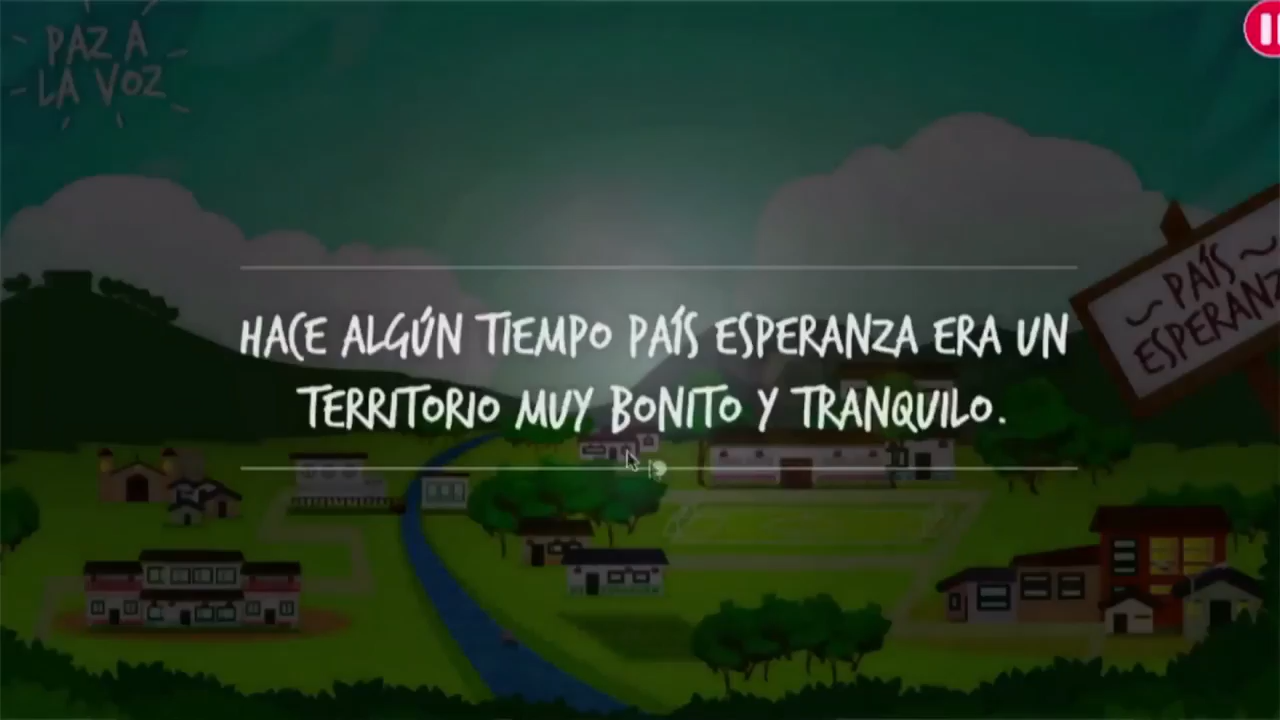 PAZ A
LA VOZ
HACE ALGÚN TIEMPO PAÍS ESPERANZA ERA UN
TERRITORIO MUY BONITO Y TRANQUILO.
PAÍS
ESPERANZ